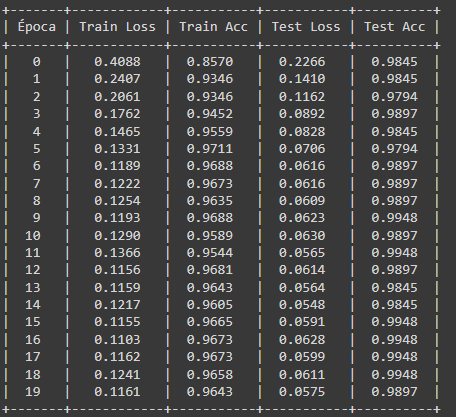 +-------+------------+-----------+-----------+----------+
| Época | Train Loss | Train Acc | Test Loss | Test Acc |
+-------+------------+-----------+-----------+----------+
| 0 | 0.4088 | 0.8570 | 0.2266 | 0.9845 |
| 1 | 0.2407 | 0.9346 | 0.1410 | 0.9845 |
| 2 | 0.2061 | 0.9346 | 0.1162 | 0.9794 |
| 3 | 0.1762 | 0.9452 | 0.0892 | 0.9897 |
| 4 | 0.1465 | 0.9559 | 0.0828 | 0.9845 |
| 5 | 0.1331 | 0.9711 | 0.0706 | 0.9794 |
| 6 | 0.1189 | 0.9688 | 0.0616 | 0.9897 |
| 7 | 0.1222 | 0.9673 | 0.0616 | 0.9897 |
| 8 | 0.1254 | 0.9635 | 0.0609 | 0.9897 |
| 9 | 0.1193 | 0.9688 | 0.0623 | 0.9948 |
| 10 | 0.1290 | 0.9589 | 0.0630 | 0.9897 |
| 11 | 0.1366 | 0.9544 | 0.0565 | 0.9948 |
| 12 | 0.1156 | 0.9681 | 0.0614 | 0.9897 |
| 13 | 0.1159 | 0.9643 | 0.0564 | 0.9845 |
| 14 | 0.1217 | 0.9605 | 0.0548 | 0.9845 |
| 15 | 0.1155 | 0.9665 | 0.0591 | 0.9948 |
| 16 | 0.1103 | 0.9673 | 0.0628 | 0.9948 |
| 17 | 0.1162 | 0.9673 | 0.0599 | 0.9948 |
| 18 | 0.1241 | 0.9658 | 0.0611 | 0.9948 |
| 19 | 0.1161 | 0.9643 | 0.0575 | 0.9897 |
+-------+------------+-----------+-----------+----------+